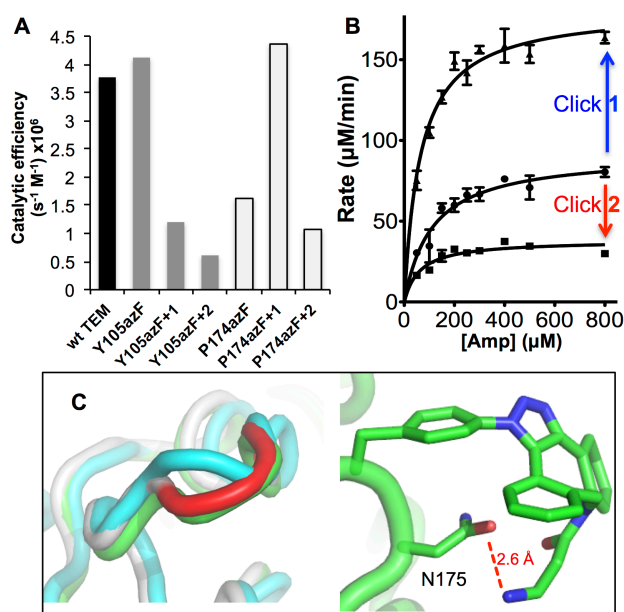 A
Catalytic efficiency
(s⁻¹ M⁻¹) x10⁶
4.5
4
3.5
3
2.5
2
1.5
1
0.5
0
wt TEM
Y105azF
Y105azF+1
Y105azF+2
P174azF
P174azF+1
P174azF+2
B
Rate (µM/min)
150
100
50
0
0
200
400
600
800
[Amp] (µM)
Click 1
Click 2
C
N175
2.6 Å